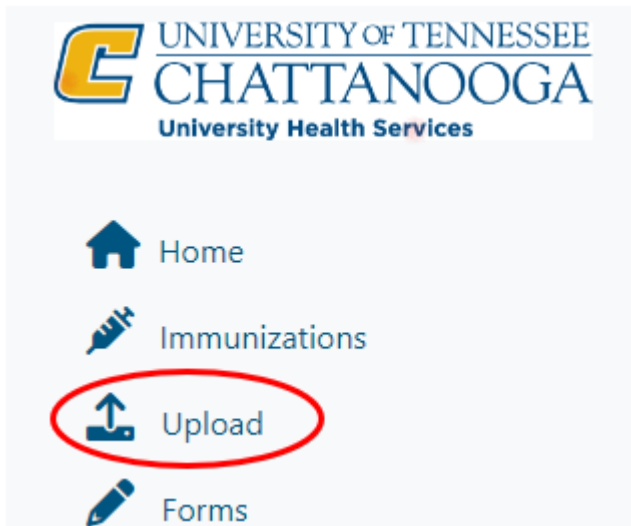 UNIVERSITY OF TENNESSEE
CHATTANOOGA
University Health Services
Home
Immunizations
Upload
Forms